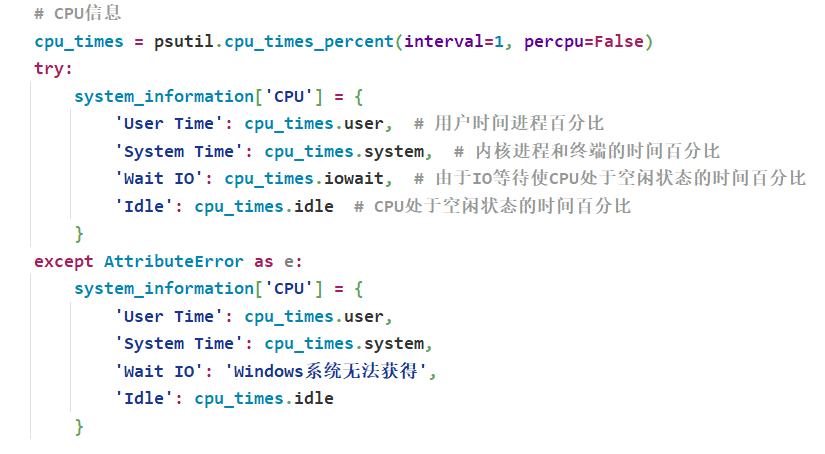 # CPU信息
cpu_times = psutil.cpu_times_percent(interval=1, percpu=False)
try:
    system_information['CPU'] = {
        'User Time': cpu_times.user,  # 用户时间进程百分比
        'System Time': cpu_times.system,  # 内核进程和终端的时间百分比
        'Wait IO': cpu_times.iowait,  # 由于IO等待使CPU处于空闲状态的时间百分比
        'Idle': cpu_times.idle  # CPU处于空闲状态的时间百分比
    }
except AttributeError as e:
    system_information['CPU'] = {
        'User Time': cpu_times.user,
        'System Time': cpu_times.system,
        'Wait IO': 'Windows系统无法获得',
        'Idle': cpu_times.idle
    }